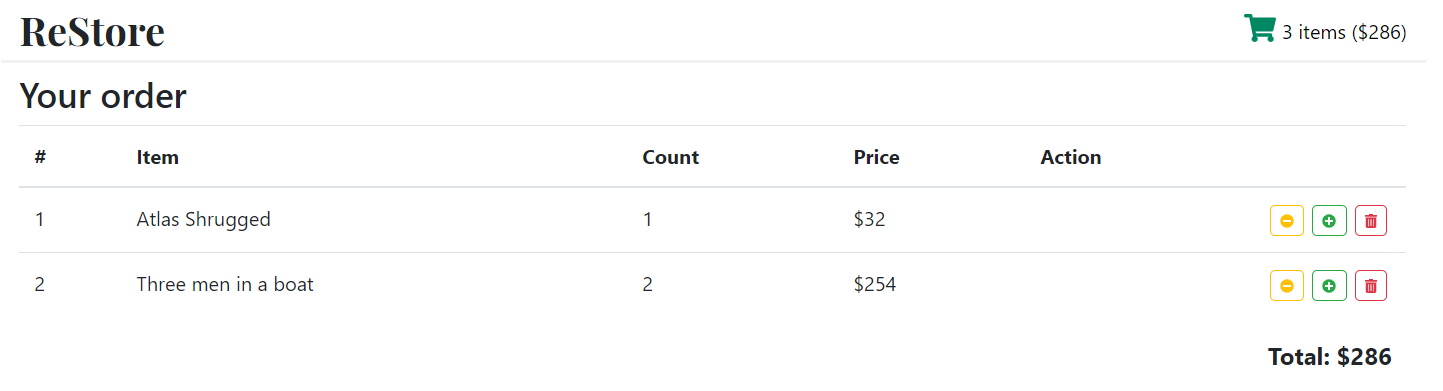 ReStore
3 items ($286)
Your order
# Item Count Price Action
1 Atlas Shrugged 1 $32
2 Three men in a boat 2 $254
Total: $286